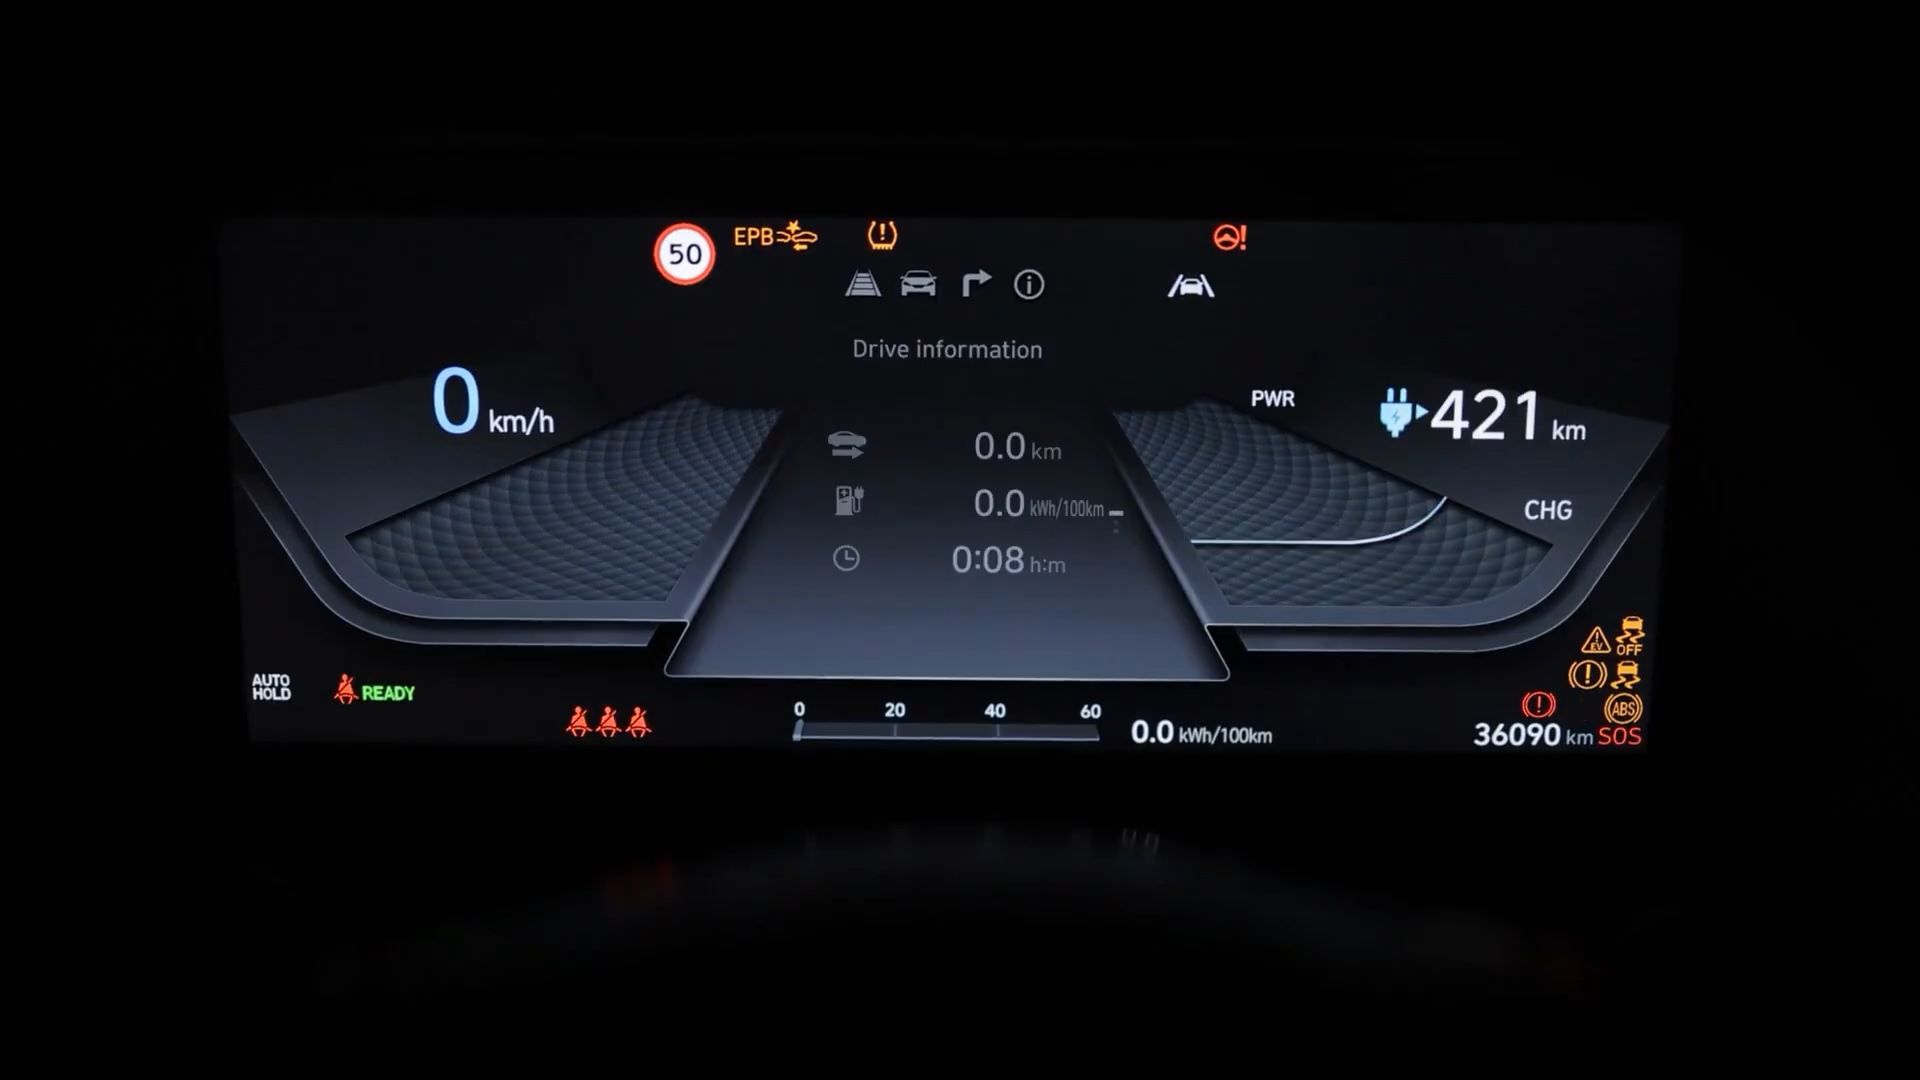 50
EPB
Drive information
0 km/h
PWR
421 km
0.0 km
0.0 kWh/100km
CHG
0:08 h:m
EV
OFF
AUTO
HOLD
READY
ABS
0 20 40 60
0.0 kWh/100km
36090 km SOS